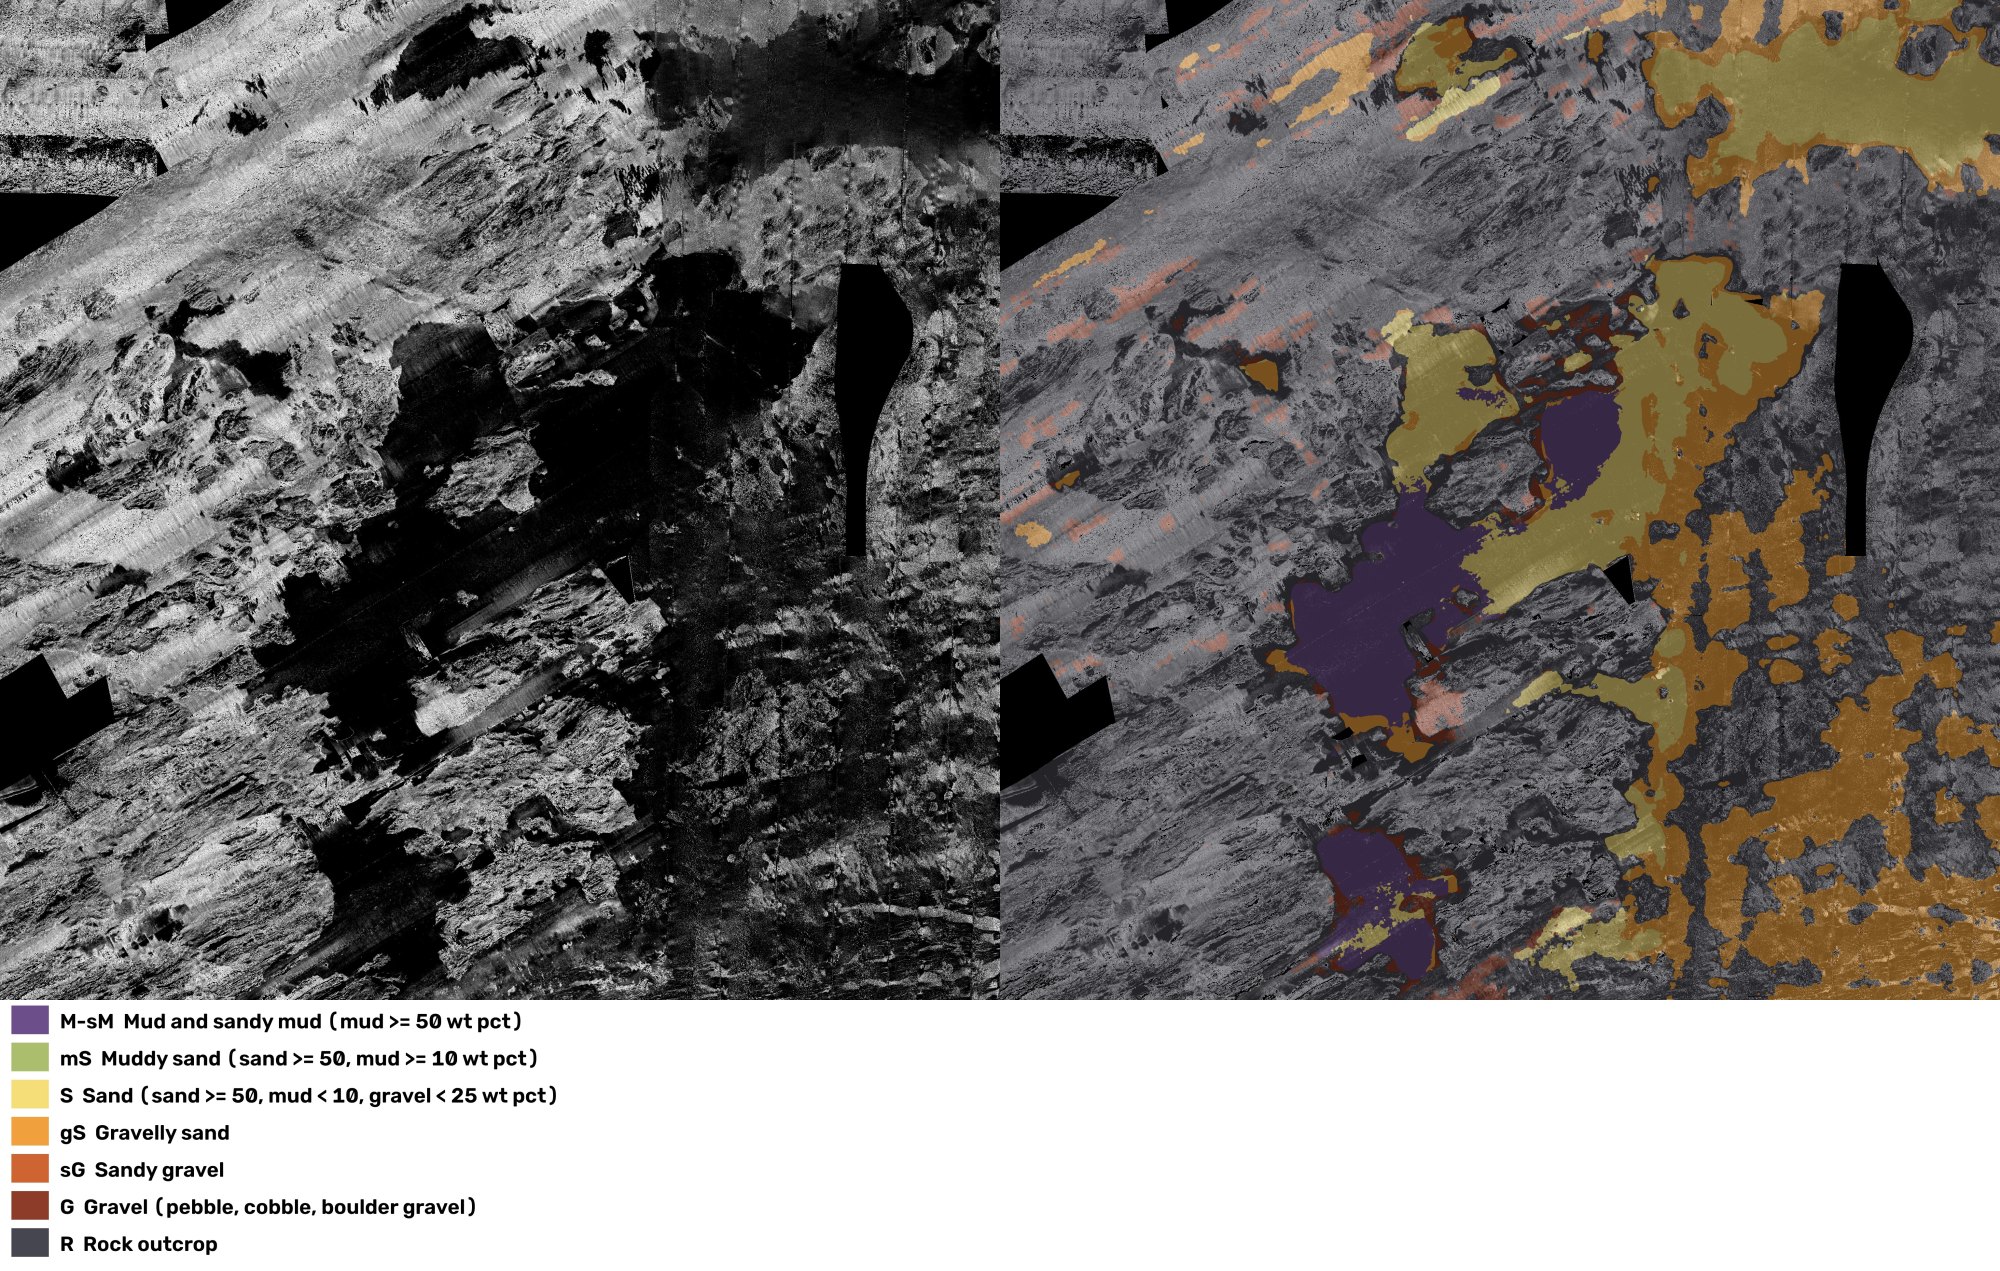 M-sM Mud and sandy mud (mud >= 50 wt pct)
mS Muddy sand (sand >= 50, mud >= 10 wt pct)
S Sand (sand >= 50, mud < 10, gravel < 25 wt pct)
gS Gravelly sand
sG Sandy gravel
G Gravel (pebble, cobble, boulder gravel)
R Rock outcrop